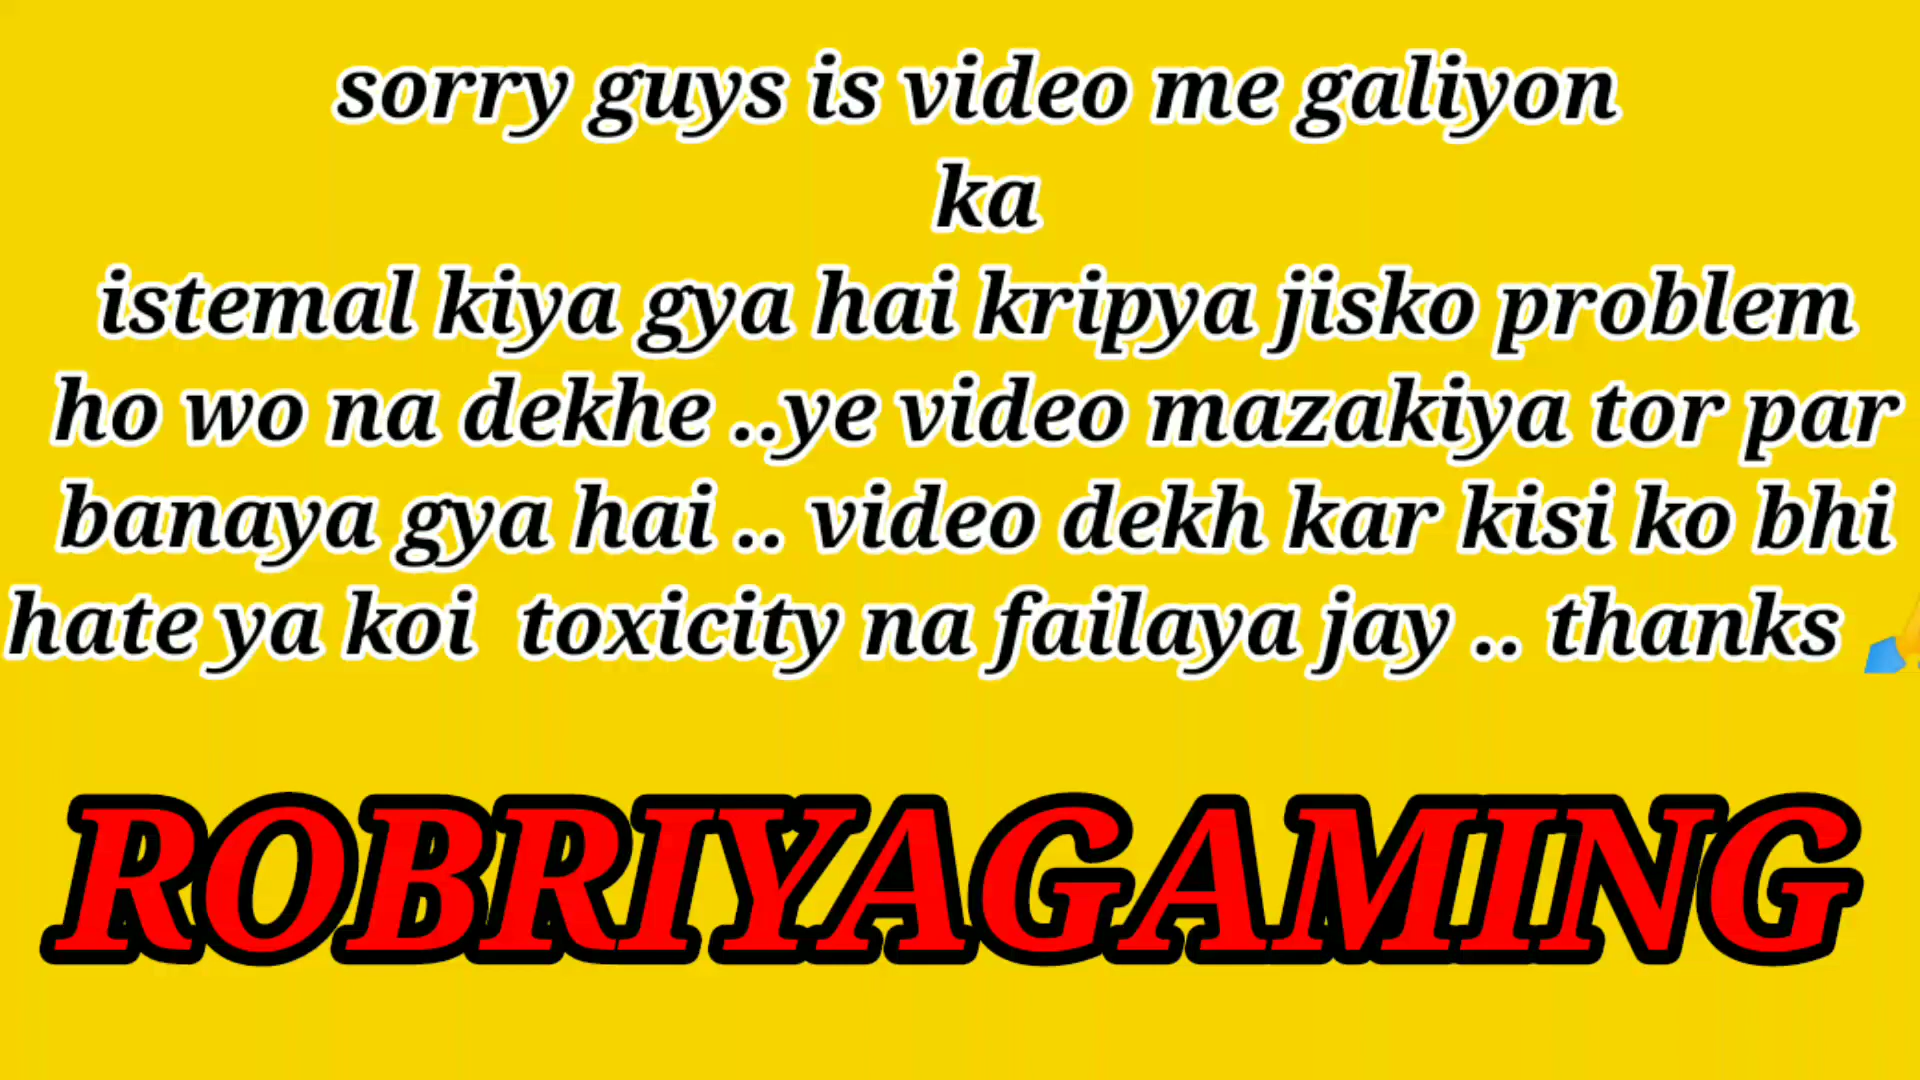 sorry guys is video me galiyon
ka
istemal kiya gya hai kripya jisko problem
ho wo na dekhe ..ye video mazakiya tor par
banaya gya hai .. video dekh kar kisi ko bhi
hate ya koi  toxicity na failaya jay .. thanks
ROBRIYAGAMING